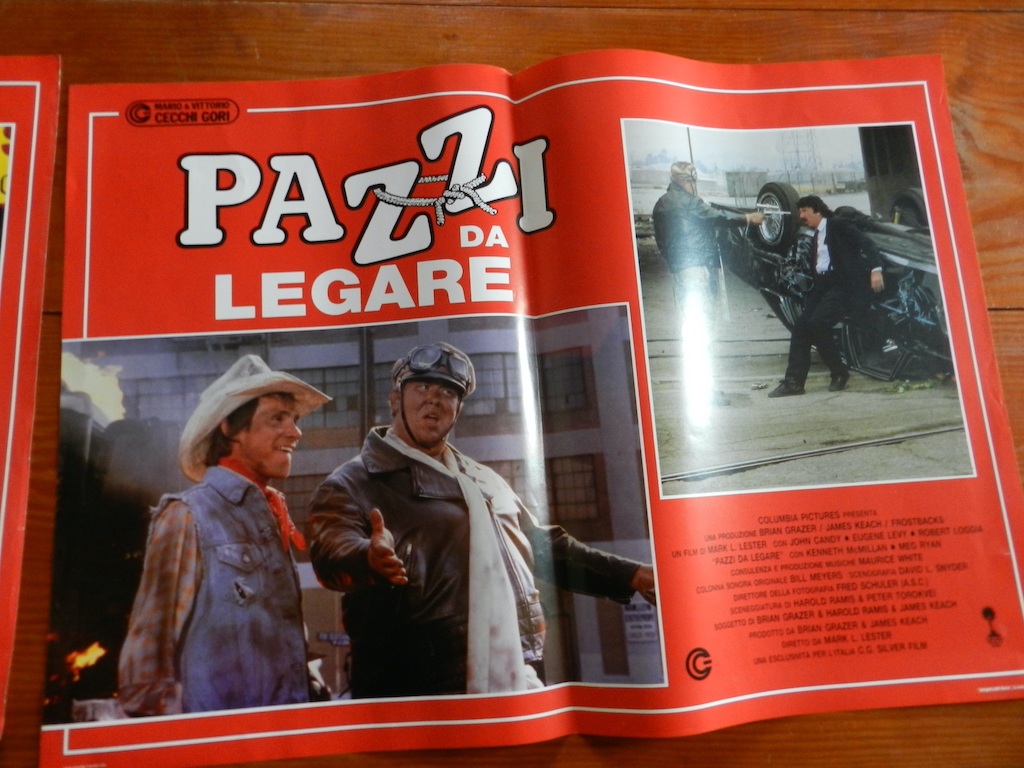 MARIO & VITTORIO
CECCHI GORI
PAZZI
DA
LEGARE
COLUMBIA PICTURES PRESENTA
UNA PRODUZIONE BRIAN GRAZER / JAMES KEACH / FROSTBACKS
UN FILM DI MARK L. LESTER CON JOHN CANDY • EUGENE LEVY • ROBERT LOGGIA
"PAZZI DA LEGARE" CON KENNETH McMILLAN • MEG RYAN
CONSULENZA E PRODUZIONE MUSICHE MAURICE WHITE
COLONNA SONORA ORIGINALE BILL MEYERS SCENOGRAFIA DAVID L. SNYDER
DIRETTORE DELLA FOTOGRAFIA FRED SCHULER (A.S.C.)
SCENEGGIATURA DI HAROLD RAMIS & PETER TOROKVEI
SOGGETTO DI BRIAN GRAZER & HAROLD RAMIS & JAMES KEACH
PRODOTTO DA BRIAN GRAZER & JAMES KEACH
DIRETTO DA MARK L. LESTER
UNA ESCLUSIVITÀ PER L'ITALIA C.G. SILVER FILM